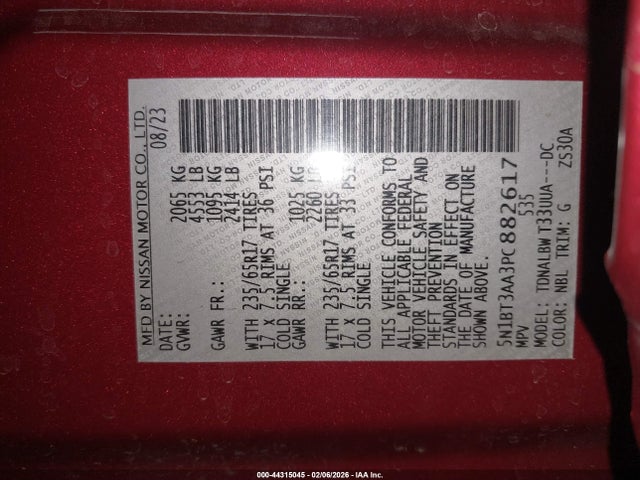 MFD BY NISSAN MOTOR CO., LTD.
DATE: 08/23
GVWR: 2065 KG
4553 LB
GAWR FR.: 1095 KG
2414 LB
WITH 235/65R17 TIRES
17 X 7.5 RIMS AT 36 PSI
COLD SINGLE
GAWR RR.: 1025 KG
2260 LB
WITH 235/65R17 TIRES
17 X 7.5 RIMS AT 33 PSI
COLD SINGLE
THIS VEHICLE CONFORMS TO
ALL APPLICABLE FEDERAL
MOTOR VEHICLE SAFETY AND
THEFT PREVENTION
STANDARDS IN EFFECT ON
THE DATE OF MANUFACTURE
SHOWN ABOVE.
5N1BT3AA3PC882617
MPV 535
MODEL: TDNALBW T33UUA---DC
COLOR: NBL TRIM: G ZS30A
000-44315045 - 02/06/2026 - IAA Inc.